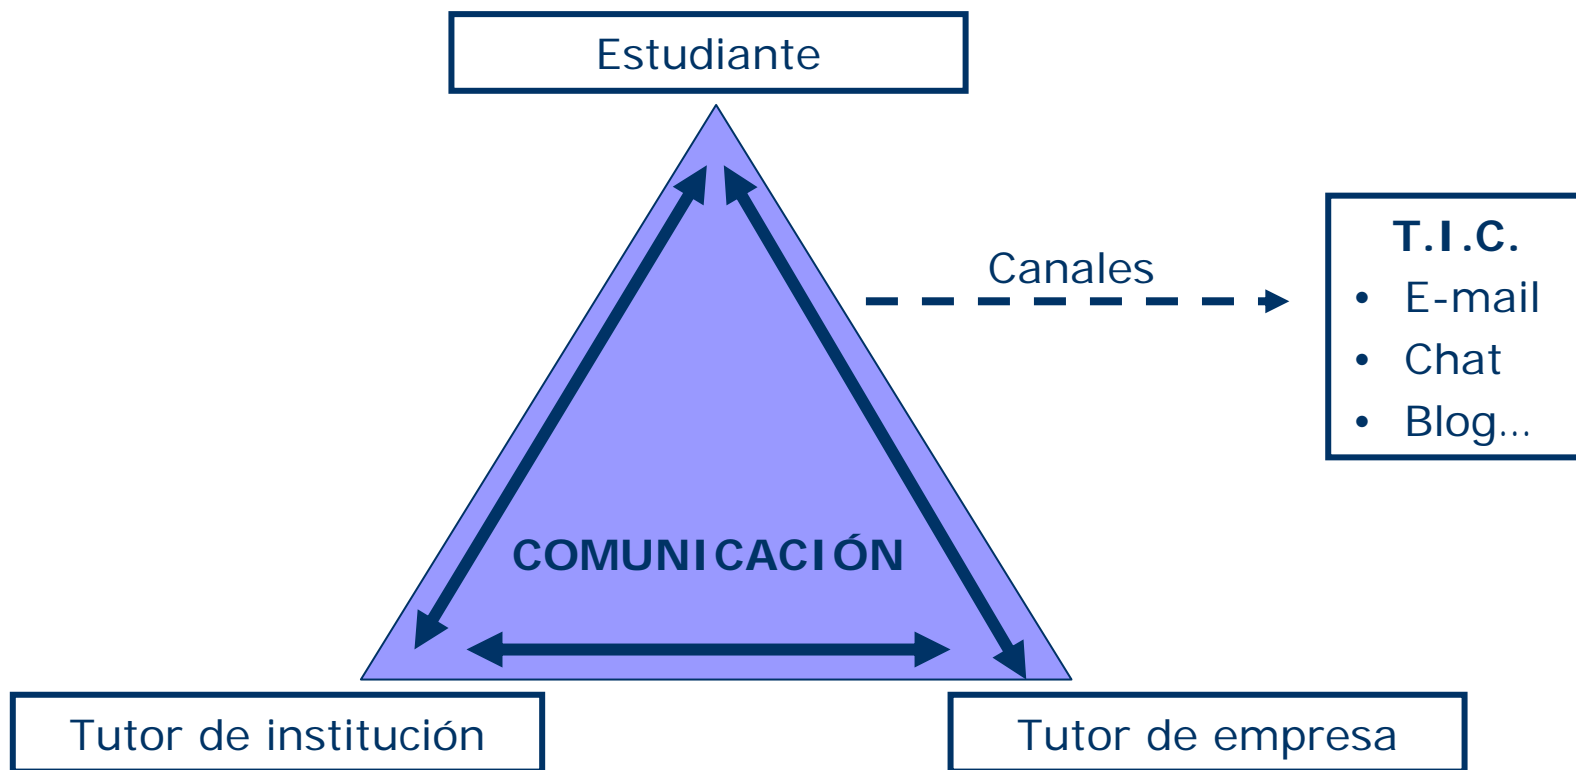 Estudiante
T.I.C.
Canales
• E-mail
• Chat
• Blog...
COMUNICACIÓN
Tutor de institución
Tutor de empresa